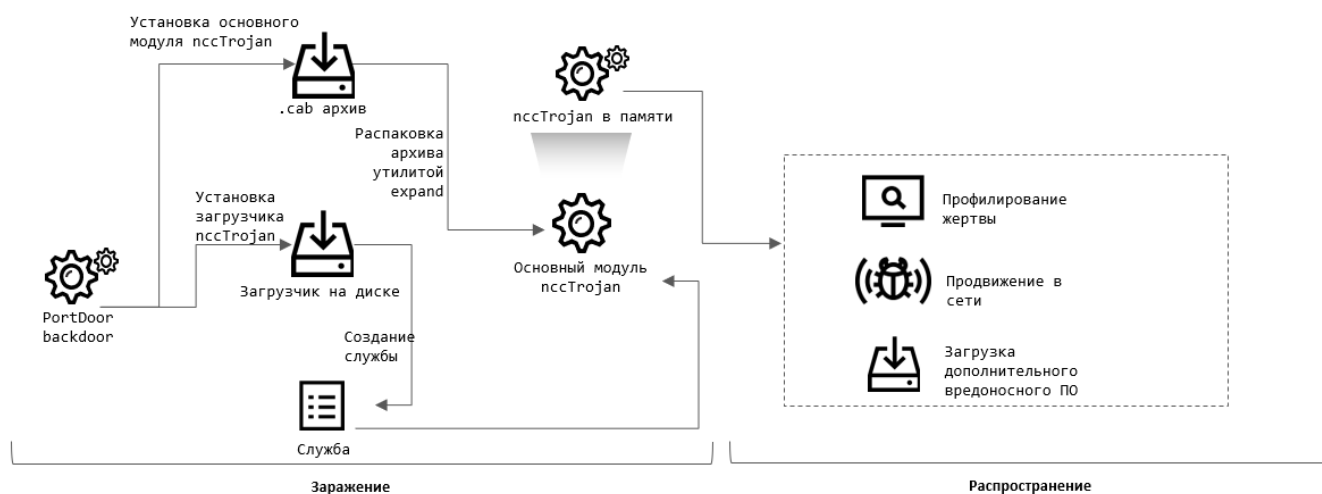 Установка основного
модуля nccTrojan
.cab архив
Распаковка
архива
утилитой
expand
nccTrojan в памяти
Установка
загрузчика
nccTrojan
Загрузчик на диске
PortDoor
backdoor
Создание
службы
Служба
Основный модуль
nccTrojan
Профилирование
жертвы
Продвижение в
сети
Загрузка
дополнительного
вредоносного ПО
Заражение
Распространение